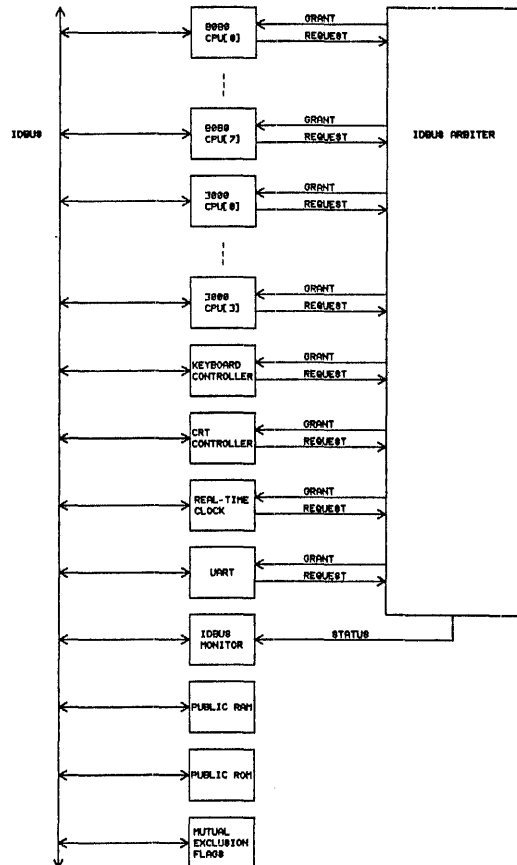 GRANT
8080
CPU[0]
REQUEST
IDBUS
GRANT
8080
CPU[7]
REQUEST
IDBUS ARBITER
GRANT
3000
CPU[0]
REQUEST
GRANT
3000
CPU[3]
REQUEST
GRANT
KEYBOARD
CONTROLLER
REQUEST
GRANT
CRT
CONTROLLER
REQUEST
GRANT
REAL-TIME
CLOCK
REQUEST
GRANT
UART
REQUEST
IDBUS
MONITOR
STATUS
PUBLIC RAM
PUBLIC ROM
MUTUAL
EXCLUSION
FLAGS